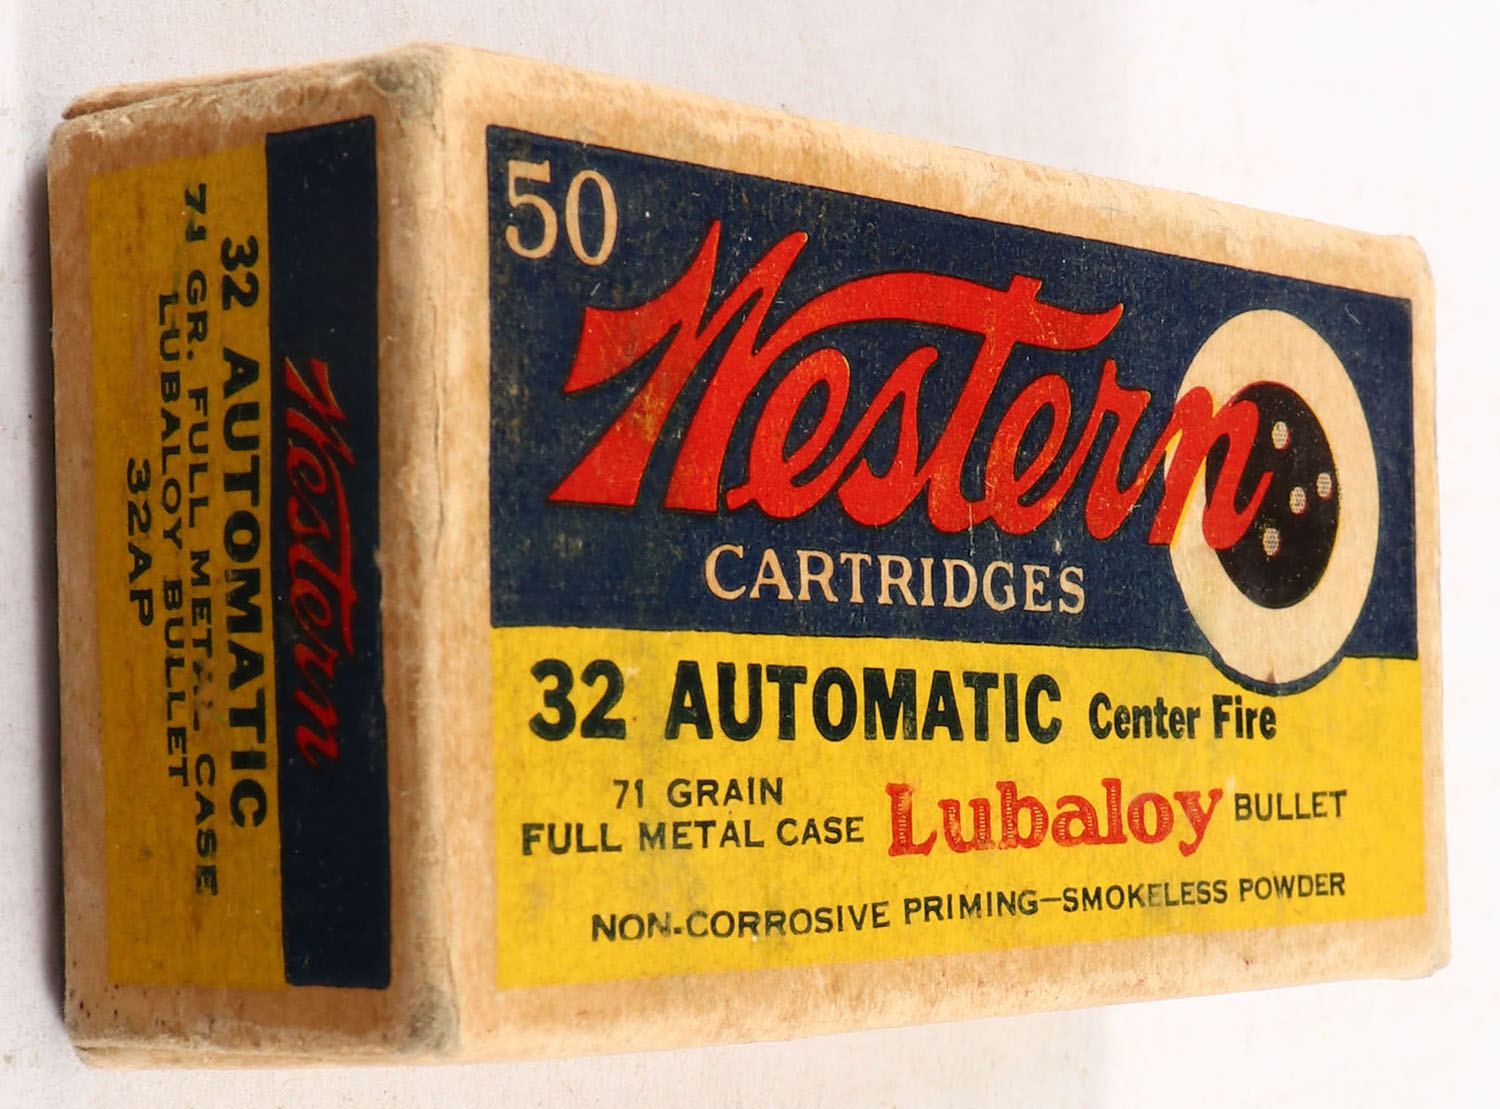 50
Western
CARTRIDGES
32 AUTOMATIC Center Fire
71 GRAIN
FULL METAL CASE Lubaloy BULLET
NON-CORROSIVE PRIMING—SMOKELESS POWDER
Western
32 AUTOMATIC
71 GR. FULL METAL CASE
LUBALOY BULLET
32AP